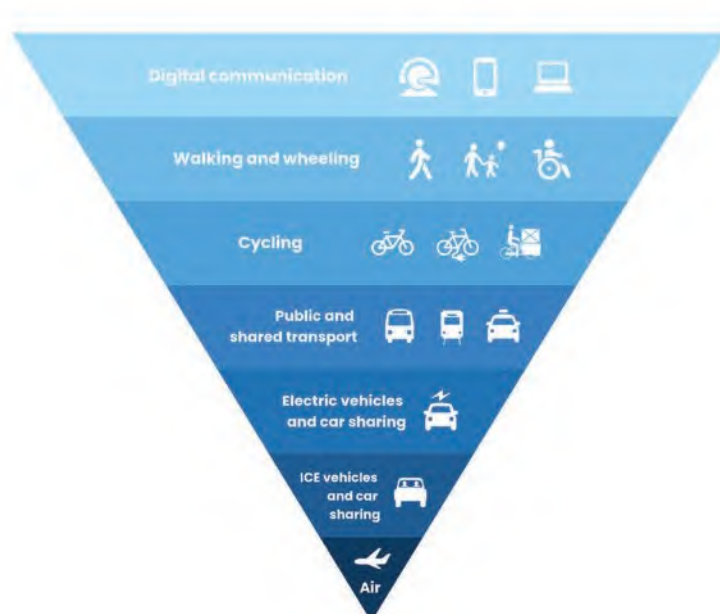 Digital communication
Walking and wheeling
Cycling
Public and
shared transport
Electric vehicles
and car sharing
ICE vehicles
and car
sharing
Air